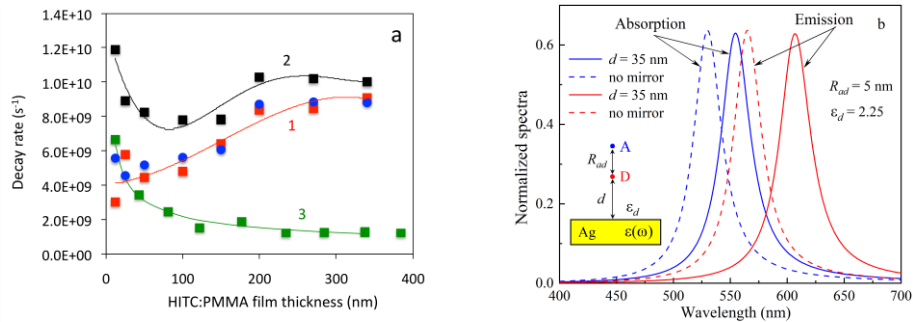 a
1.4E+10
1.2E+10
1.0E+10
8.0E+09
6.0E+09
4.0E+09
2.0E+09
0.0E+00
Decay rate (s⁻¹)
2
1
3
0 100 200 300 400
HITC:PMMA film thickness (nm)
b
Absorption
Emission
d = 35 nm
no mirror
d = 35 nm
no mirror
R_ad = 5 nm
ε_d = 2.25
A
R_ad
D
d
ε_d
Ag ε(ω)
0.6
0.4
0.2
0.0
Normalized spectra
400 450 500 550 600 650 700
Wavelength (nm)